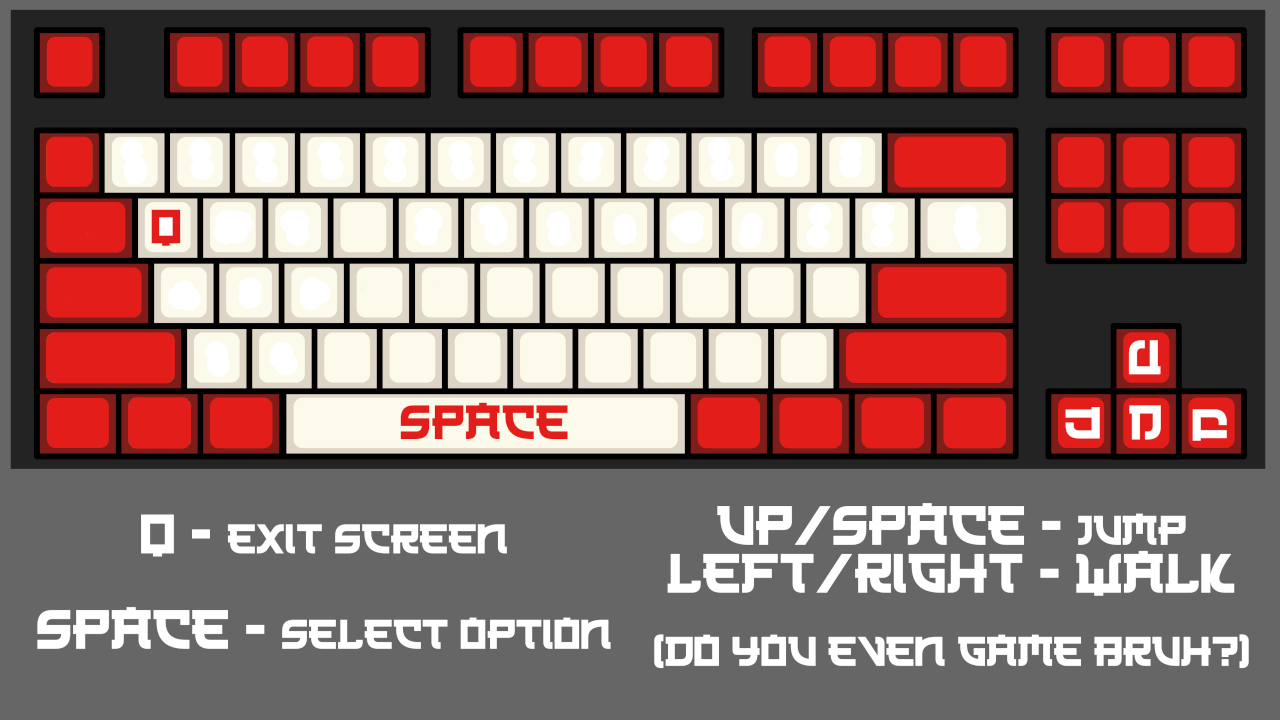 Q
SPACE
Q - EXIT SCREEN
SPACE - SELECT OPTION
UP/SPACE - JUMP
LEFT/RIGHT - WALK
(DO YOU EVEN GAME BRUH?)